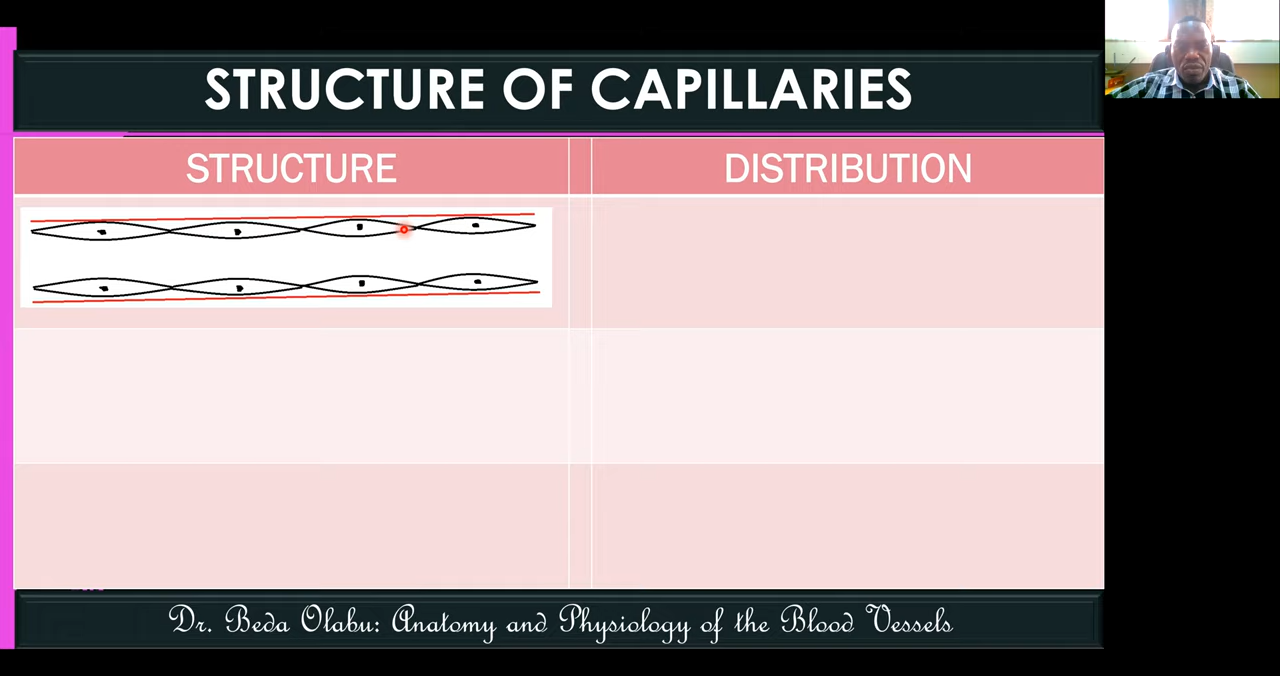 STRUCTURE OF CAPILLARIES
STRUCTURE
DISTRIBUTION
Dr. Beda Olabu: Anatomy and Physiology of the Blood Vessels